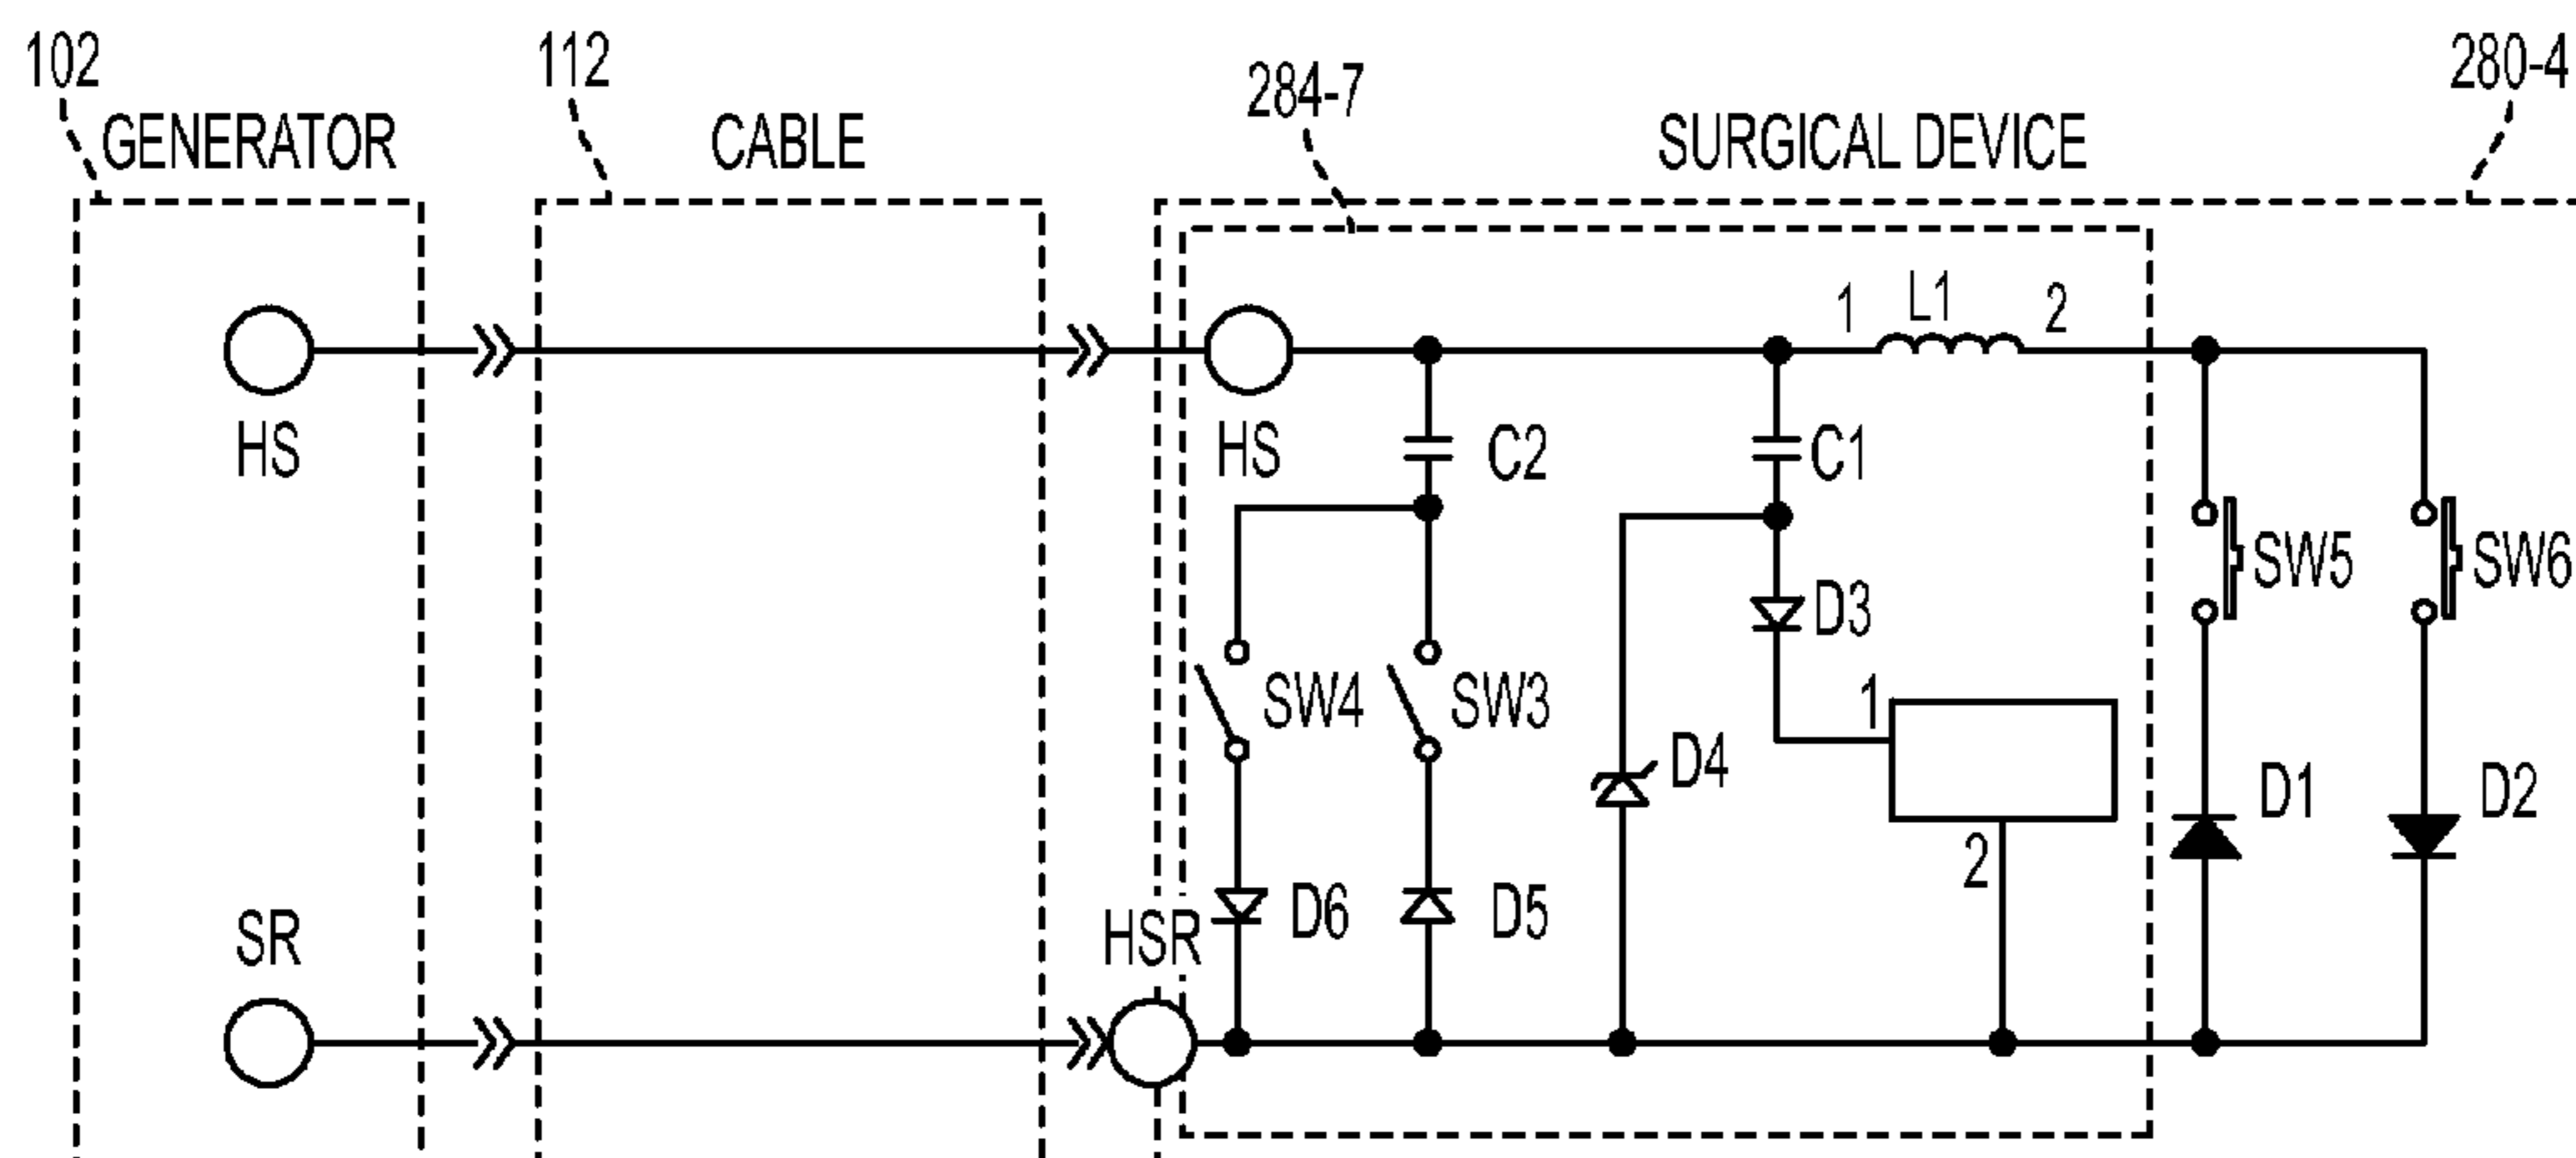 102
112
284-7
280-4
GENERATOR
CABLE
SURGICAL DEVICE
1
L1
2
HS
HS
C2
C1
SW5
SW6
D3
SW4
SW3
1
D4
D1
D2
2
SR
HSR
D6
D5